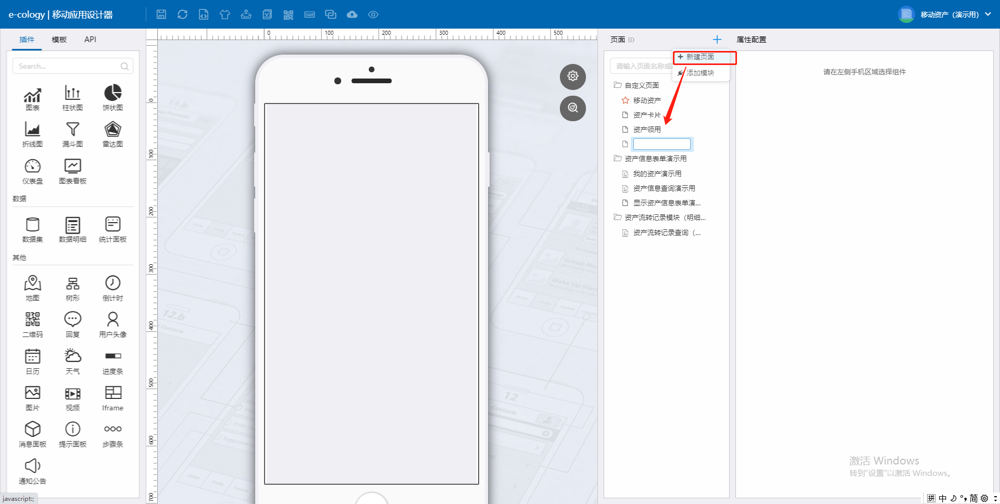 e-cology | 移动应用设计器
移动资产（演示用）
插件
模板
API
Search...
图表
柱状图
饼状图
折线图
漏斗图
雷达图
仪表盘
图表看板
数据
数据集
数据明细
统计面板
其他
地图
树形
倒计时
二维码
回复
用户头像
日历
天气
进度条
图片
视频
Iframe
消息面板
提示面板
步骤条
通知公告
javascript:;
0
100
200
300
400
500
0
100
200
300
400
500
600
700
12.b
12
Contacts
Group Me
Wake Up Star
页面 ID
新建页面
添加模块
请输入页面名称或
自定义页面
移动资产
资产卡片
资产领用
资产信息表单演示用
我的资产演示用
资产信息查询演示用
显示资产信息表单演...
资产流转记录模块（明细...
资产流转记录查询（...
属性配置
请在左侧手机区域选择组件
激活 Windows
转到“设置”以激活 Windows。
拼 中 简